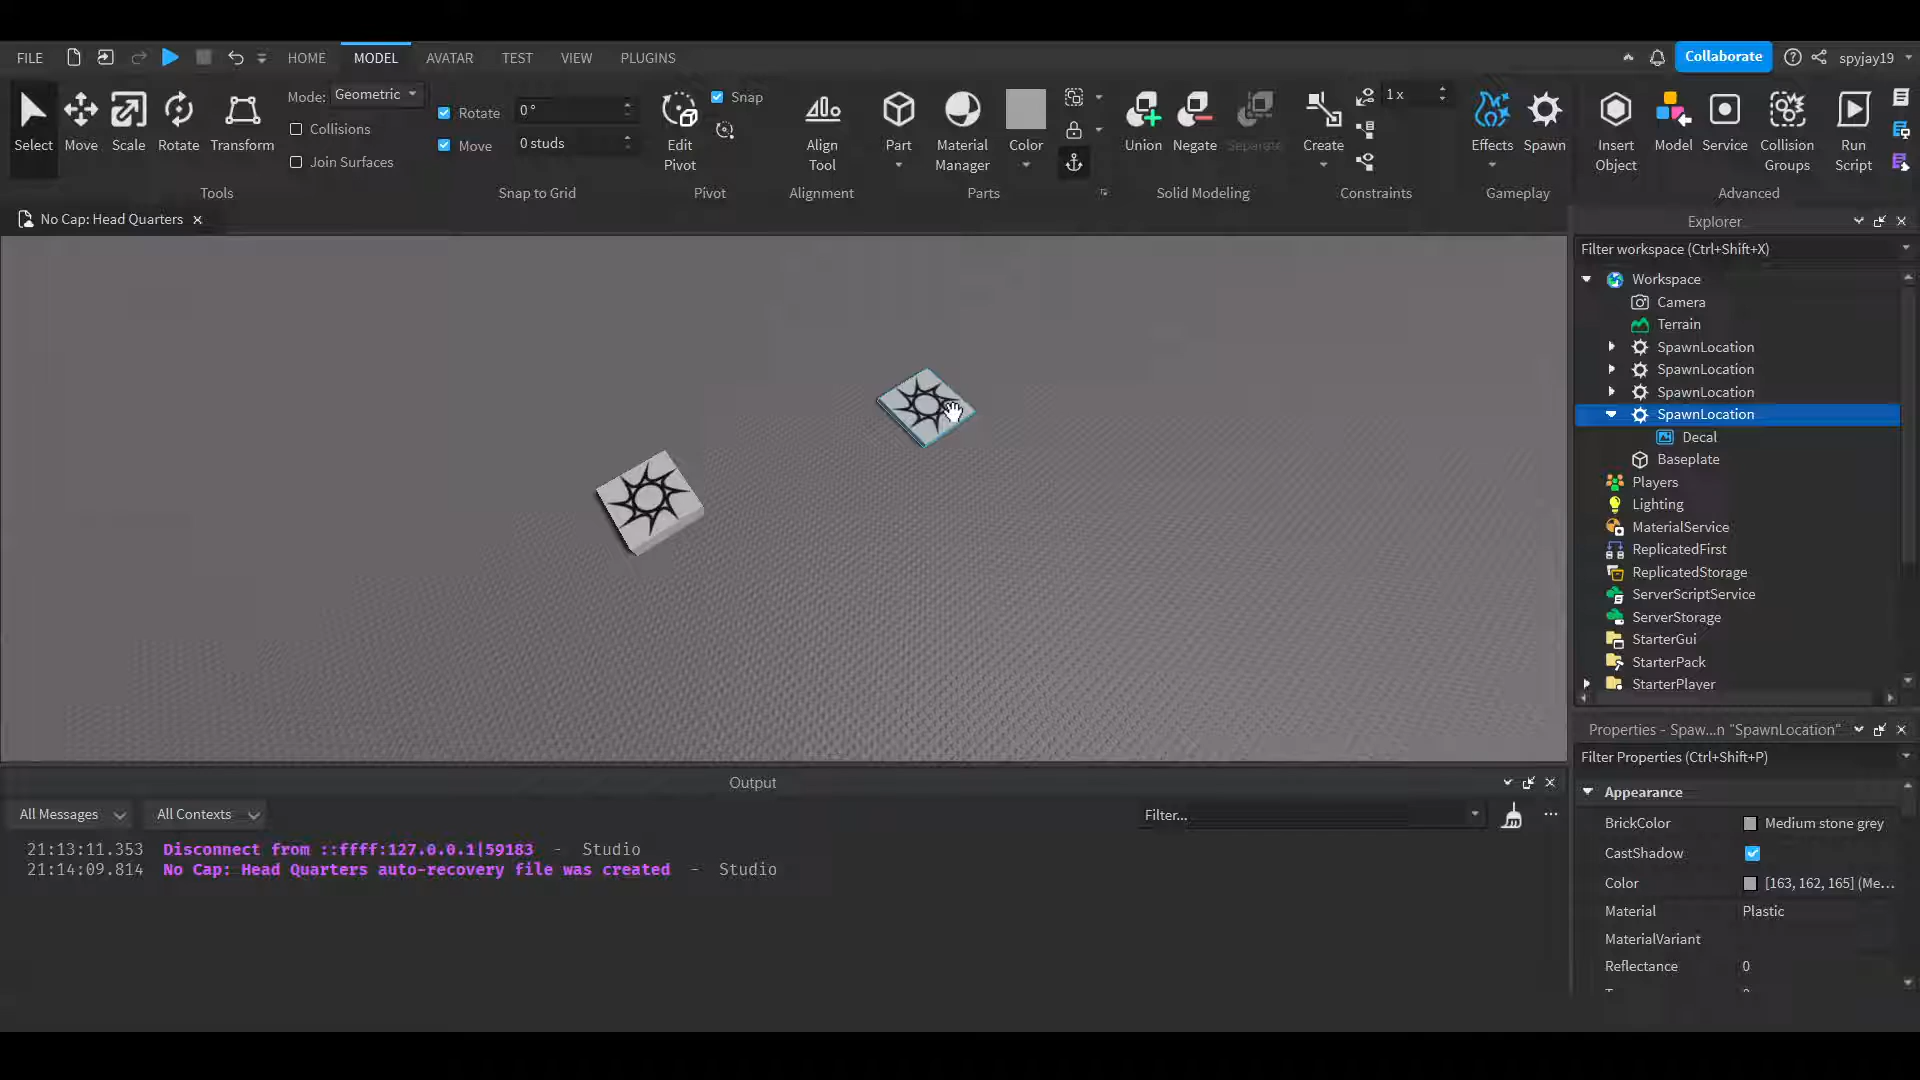 FILE HOME MODEL AVATAR TEST VIEW PLUGINS Collaborate spyjay19
Select Move Scale Rotate Transform
Mode: Geometric
Collisions
Join Surfaces
Tools
Rotate 0 °
Move 0 studs
Snap to Grid
Edit Pivot
Snap
Pivot
Align Tool
Alignment
Part
Material Manager
Color
Parts
Union Negate Separate
Solid Modeling
Create
1 x
Constraints
Effects Spawn
Gameplay
Insert Object
Model
Service
Collision Groups
Run Script
Advanced
No Cap: Head Quarters
Explorer
Filter workspace (Ctrl+Shift+X)
Workspace
Camera
Terrain
SpawnLocation
SpawnLocation
SpawnLocation
SpawnLocation
Decal
Baseplate
Players
Lighting
MaterialService
ReplicatedFirst
ReplicatedStorage
ServerScriptService
ServerStorage
StarterGui
StarterPack
StarterPlayer
Properties - Spaw...n "SpawnLocation"
Filter Properties (Ctrl+Shift+P)
Appearance
BrickColor Medium stone grey
CastShadow
Color [163, 162, 165] (Me...
Material Plastic
MaterialVariant
Reflectance 0
Output
All Messages All Contexts Filter...
21:13:11.353 Disconnect from ::ffff:127.0.0.1|59183 - Studio
21:14:09.814 No Cap: Head Quarters auto-recovery file was created - Studio